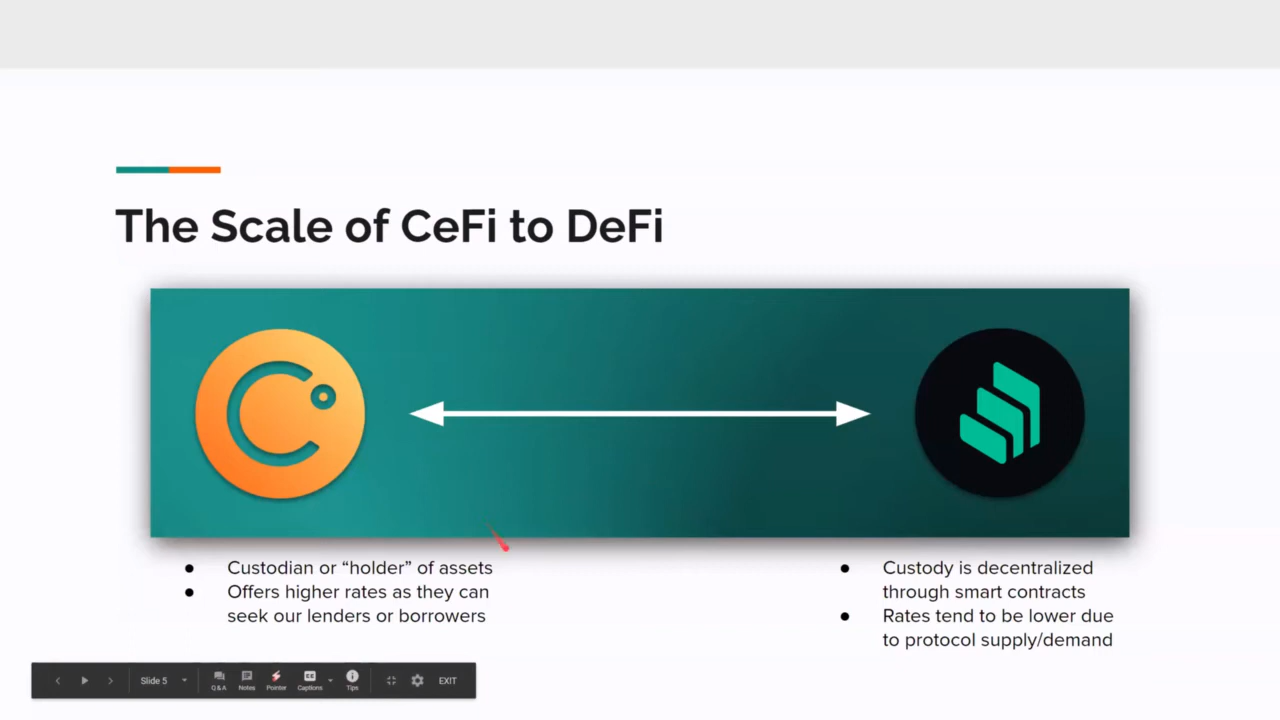 The Scale of CeFi to DeFi
● Custodian or “holder” of assets
● Offers higher rates as they can
seek our lenders or borrowers
● Custody is decentralized
through smart contracts
● Rates tend to be lower due
to protocol supply/demand
Slide 5
Q&A
Notes
Pointer
CC
Captions
Tips
EXIT